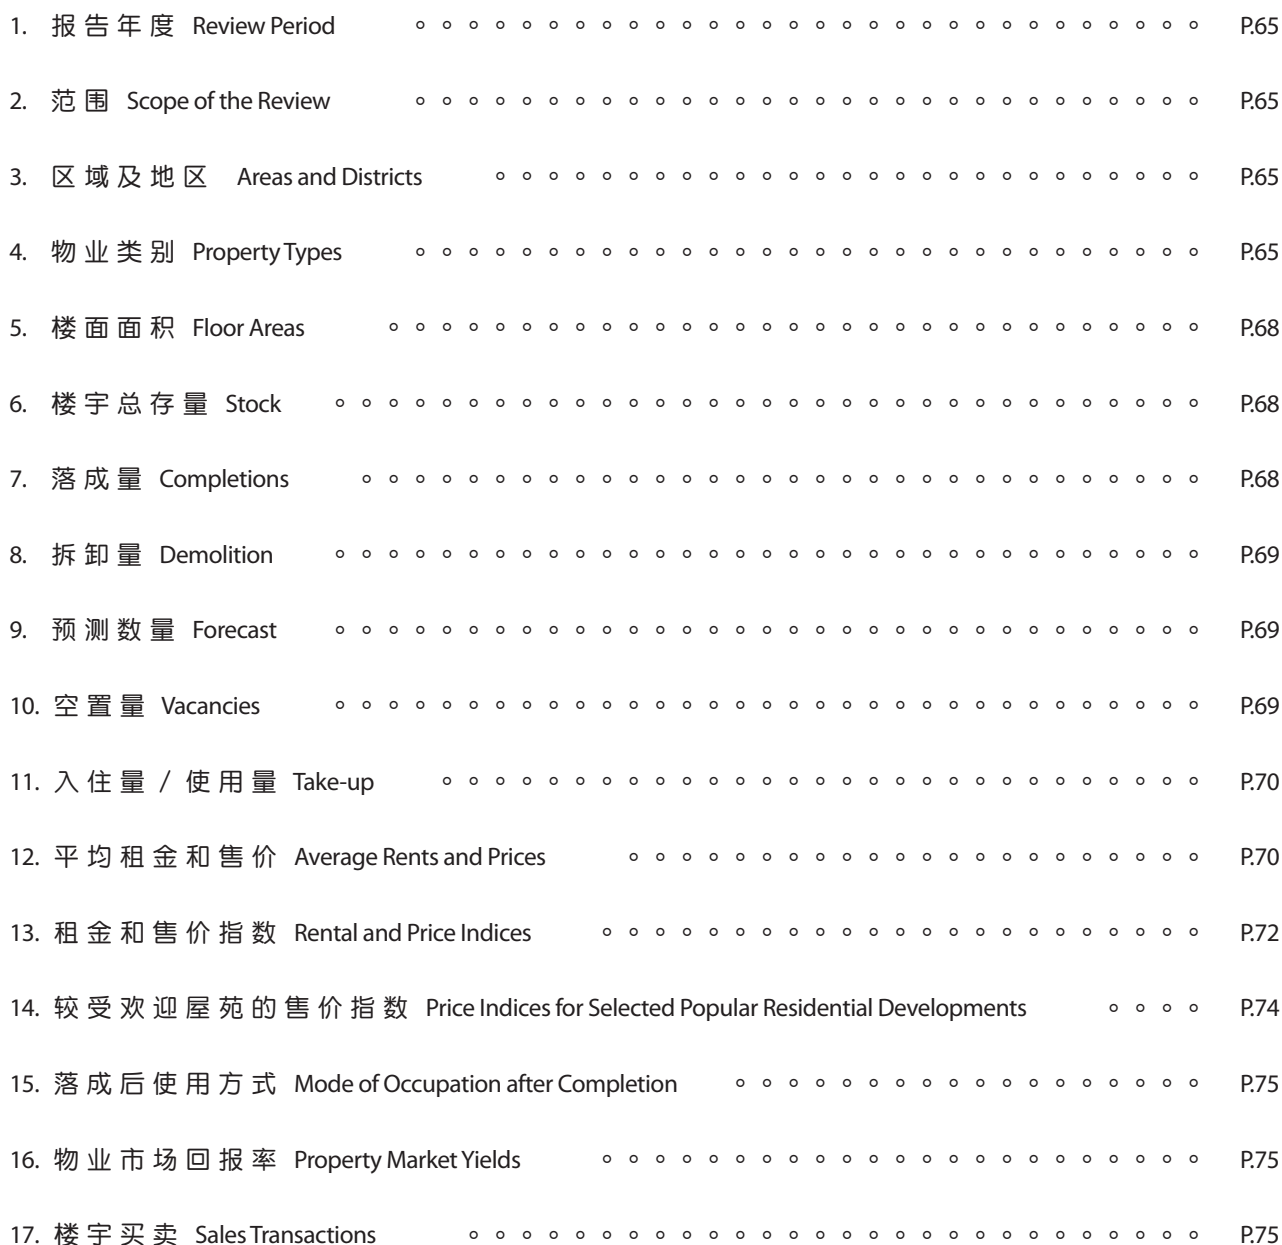 1. 报告年度 Review Period 。。。。。。。。。。。。。。。。。。。。。。。。。。。。。。 P.65
2. 范围 Scope of the Review 。。。。。。。。。。。。。。。。。。。。。。。。。。。。。。 P.65
3. 区域及地区 Areas and Districts 。。。。。。。。。。。。。。。。。。。。。。。。。。。 P.65
4. 物业类别 Property Types 。。。。。。。。。。。。。。。。。。。。。。。。。。。。。。 P.65
5. 楼面面积 Floor Areas 。。。。。。。。。。。。。。。。。。。。。。。。。。。。。。。 P.68
6. 楼宇总存量 Stock 。。。。。。。。。。。。。。。。。。。。。。。。。。。。。。。。。 P.68
7. 落成量 Completions 。。。。。。。。。。。。。。。。。。。。。。。。。。。。。。。。 P.68
8. 拆卸量 Demolition 。。。。。。。。。。。。。。。。。。。。。。。。。。。。。。。。。 P.69
9. 预测数量 Forecast 。。。。。。。。。。。。。。。。。。。。。。。。。。。。。。。。。 P.69
10. 空置量 Vacancies 。。。。。。。。。。。。。。。。。。。。。。。。。。。。。。。。。 P.69
11. 入住量 / 使用量 Take-up 。。。。。。。。。。。。。。。。。。。。。。。。。。。。。 P.70
12. 平均租金和售价 Average Rents and Prices 。。。。。。。。。。。。。。。。。。。。。。 P.70
13. 租金和售价指数 Rental and Price Indices 。。。。。。。。。。。。。。。。。。。。。。。 P.72
14. 较受欢迎屋苑的售价指数 Price Indices for Selected Popular Residential Developments 。。。。 P.74
15. 落成后使用方式 Mode of Occupation after Completion 。。。。。。。。。。。。。。。。。。 P.75
16. 物业市场回报率 Property Market Yields 。。。。。。。。。。。。。。。。。。。。。。。 P.75
17. 楼宇买卖 Sales Transactions 。。。。。。。。。。。。。。。。。。。。。。。。。。。。 P.75